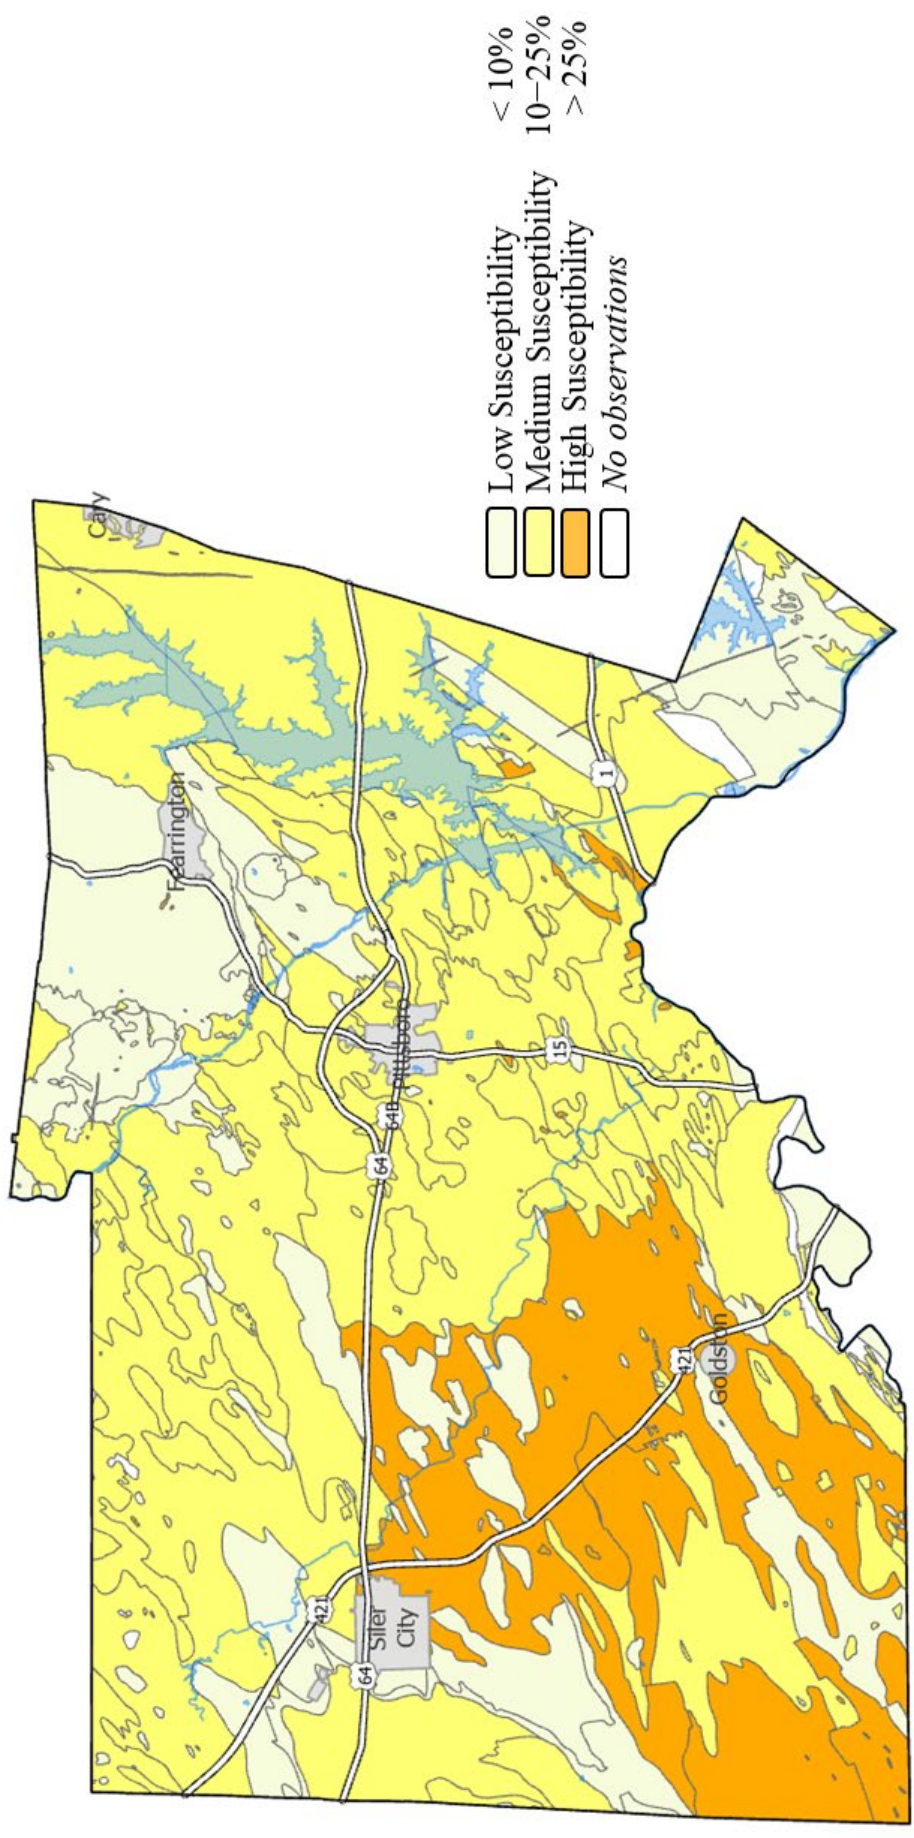 Cary
Fearrington
64
64B
Pittsboro
421
64
Siler
City
15
1
421
Goldston
Low Susceptibility < 10%
Medium Susceptibility 10−25%
High Susceptibility > 25%
No observations